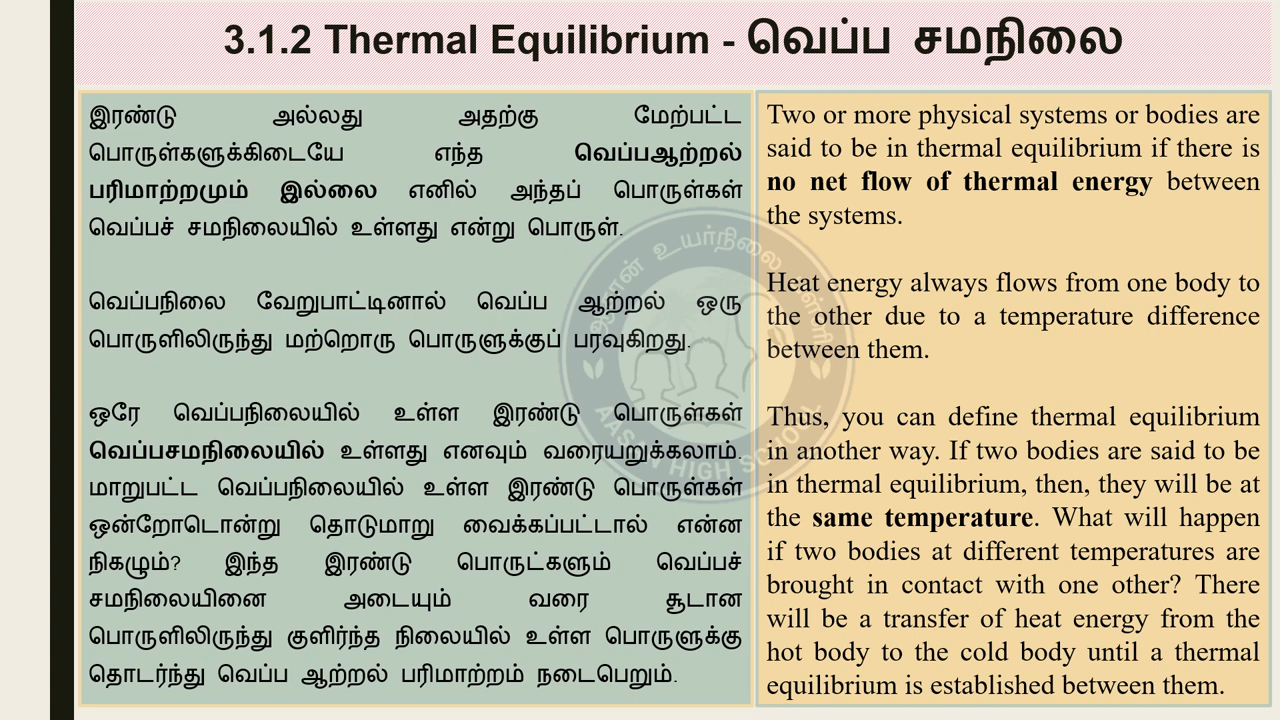 3.1.2 Thermal Equilibrium - வெப்ப சமநிலை
இரண்டு அல்லது அதற்கு மேற்பட்ட
பொருள்களுக்கிடையே எந்த வெப்பஆற்றல்
பரிமாற்றமும் இல்லை எனில் அந்தப் பொருள்கள்
வெப்பச் சமநிலையில் உள்ளது என்று பொருள்.
வெப்பநிலை வேறுபாட்டினால் வெப்ப ஆற்றல் ஒரு
பொருளிலிருந்து மற்றொரு பொருளுக்குப் பரவுகிறது.
ஒரே வெப்பநிலையில் உள்ள இரண்டு பொருள்கள்
வெப்பசமநிலையில் உள்ளது எனவும் வரையறுக்கலாம்.
மாறுபட்ட வெப்பநிலையில் உள்ள இரண்டு பொருள்கள்
ஒன்றோடொன்று தொடுமாறு வைக்கப்பட்டால் என்ன
நிகழும்? இந்த இரண்டு பொருட்களும் வெப்பச்
சமநிலையினை அடையும் வரை சூடான
பொருளிலிருந்து குளிர்ந்த நிலையில் உள்ள பொருளுக்கு
தொடர்ந்து வெப்ப ஆற்றல் பரிமாற்றம் நடைபெறும்.
Two or more physical systems or bodies are
said to be in thermal equilibrium if there is
no net flow of thermal energy between
the systems.
Heat energy always flows from one body to
the other due to a temperature difference
between them.
Thus, you can define thermal equilibrium
in another way. If two bodies are said to be
in thermal equilibrium, then, they will be at
the same temperature. What will happen
if two bodies at different temperatures are
brought in contact with one other? There
will be a transfer of heat energy from the
hot body to the cold body until a thermal
equilibrium is established between them.
உயர்நிலை
HIGH SCHOOL